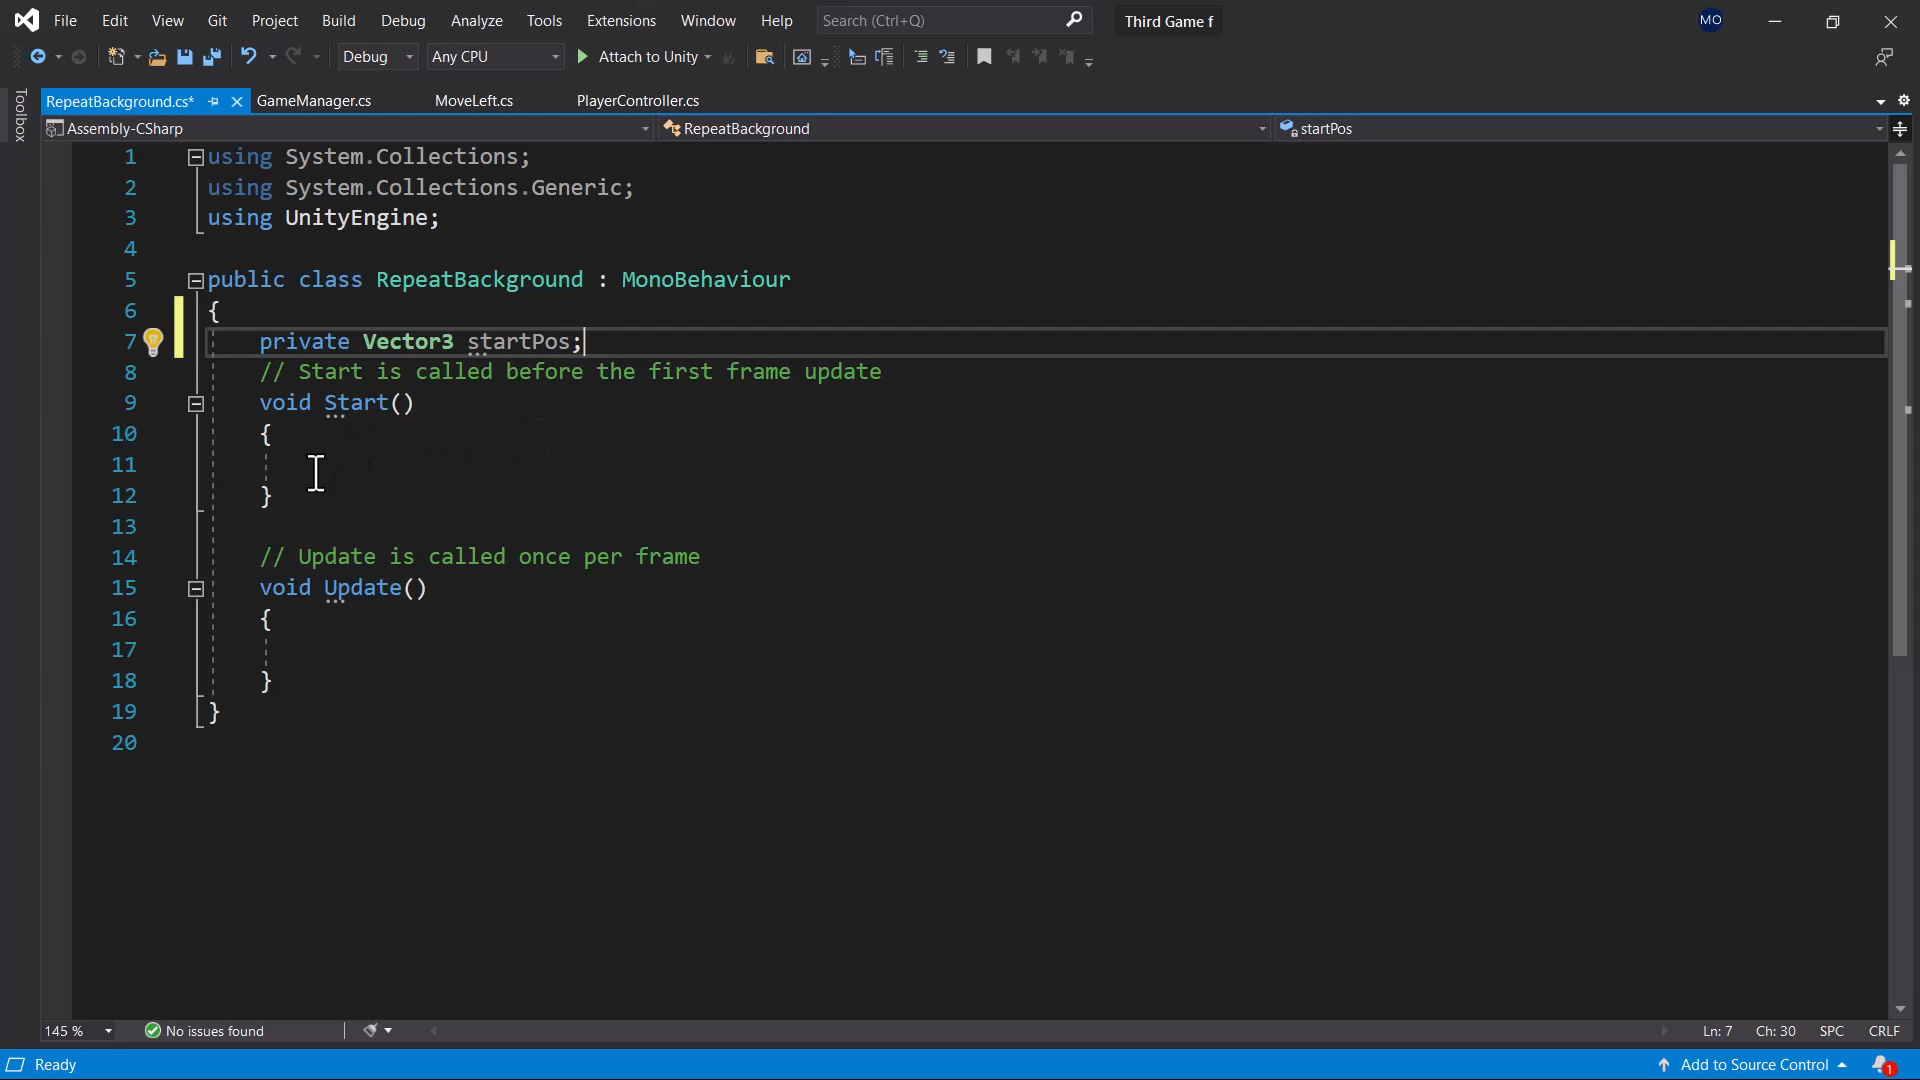 File Edit View Git Project Build Debug Analyze Tools Extensions Window Help Search (Ctrl+Q) Third Game f MO
Debug Any CPU Attach to Unity
Toolbox
RepeatBackground.cs* GameManager.cs MoveLeft.cs PlayerController.cs
Assembly-CSharp RepeatBackground startPos
1 using System.Collections;
2 using System.Collections.Generic;
3 using UnityEngine;
4
5 public class RepeatBackground : MonoBehaviour
6 {
7 private Vector3 startPos;
8 // Start is called before the first frame update
9 void Start()
10 {
11
12 }
13
14 // Update is called once per frame
15 void Update()
16 {
17
18 }
19 }
20
145 % No issues found Ln: 7 Ch: 30 SPC CRLF
Ready Add to Source Control 1